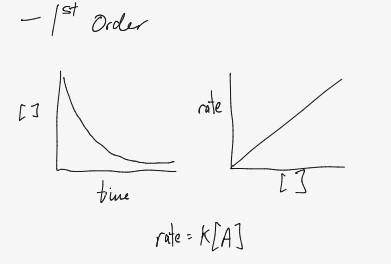 - 1st Order
[ ]
time
rate
[ ]
rate = K[A]